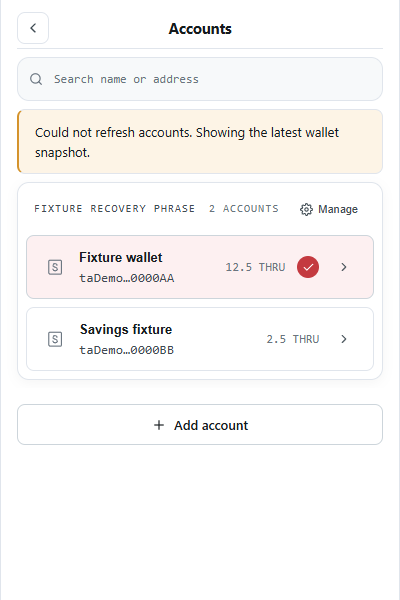 Accounts
Search name or address
Could not refresh accounts. Showing the latest wallet
snapshot.
FIXTURE RECOVERY PHRASE 2 ACCOUNTS Manage
S Fixture wallet
taDemo…0000AA
12.5 THRU
S Savings fixture
taDemo…0000BB
2.5 THRU
Add account